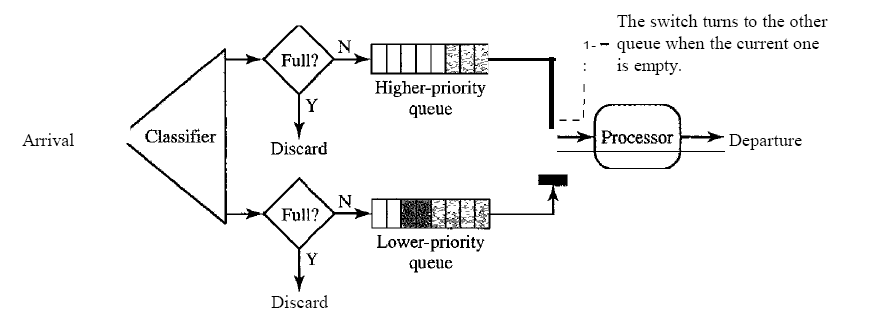 The switch turns to the other
1-- queue when the current one
: is empty.
Full?
N
Higher-priority
queue
Y
Discard
Arrival
Classifier
Processor
Departure
Full?
N
Lower-priority
queue
Y
Discard